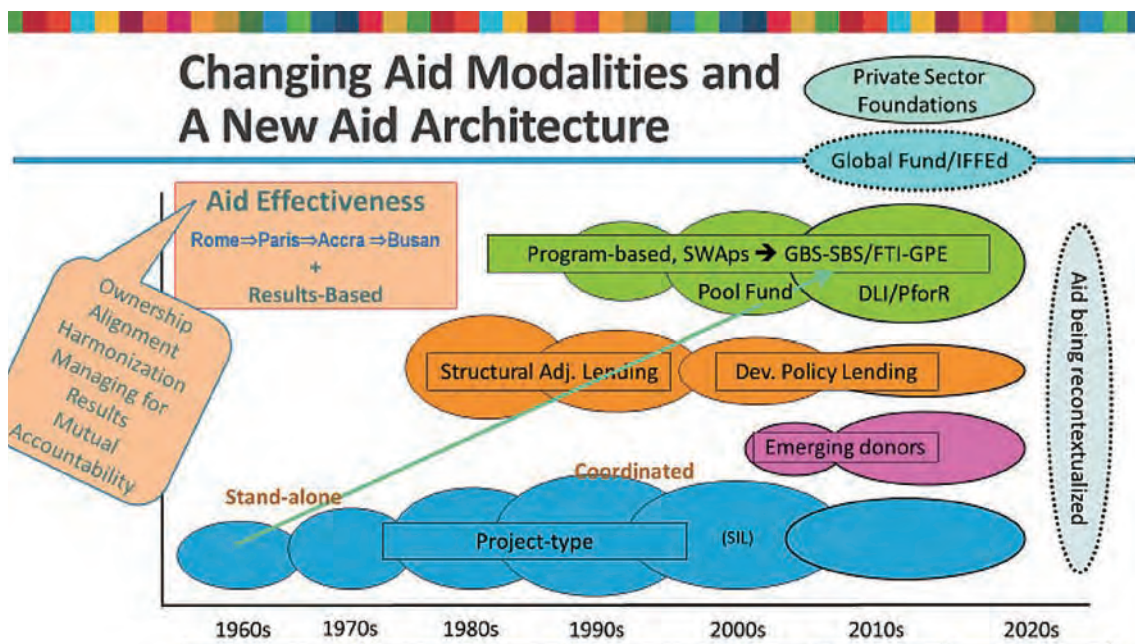 Changing Aid Modalities and
A New Aid Architecture
Private Sector
Foundations
Global Fund/IFFEd
Aid Effectiveness
Rome⇒Paris⇒Accra ⇒Busan
+
Results-Based
Ownership
Alignment
Harmonization
Managing for
Results
Mutual
Accountability
Program-based, SWAps ➔ GBS-SBS/FTI-GPE
Pool Fund
DLI/PforR
Structural Adj. Lending
Dev. Policy Lending
Emerging donors
Stand-alone
Coordinated
Project-type
(SIL)
Aid being recontextualized
1960s
1970s
1980s
1990s
2000s
2010s
2020s